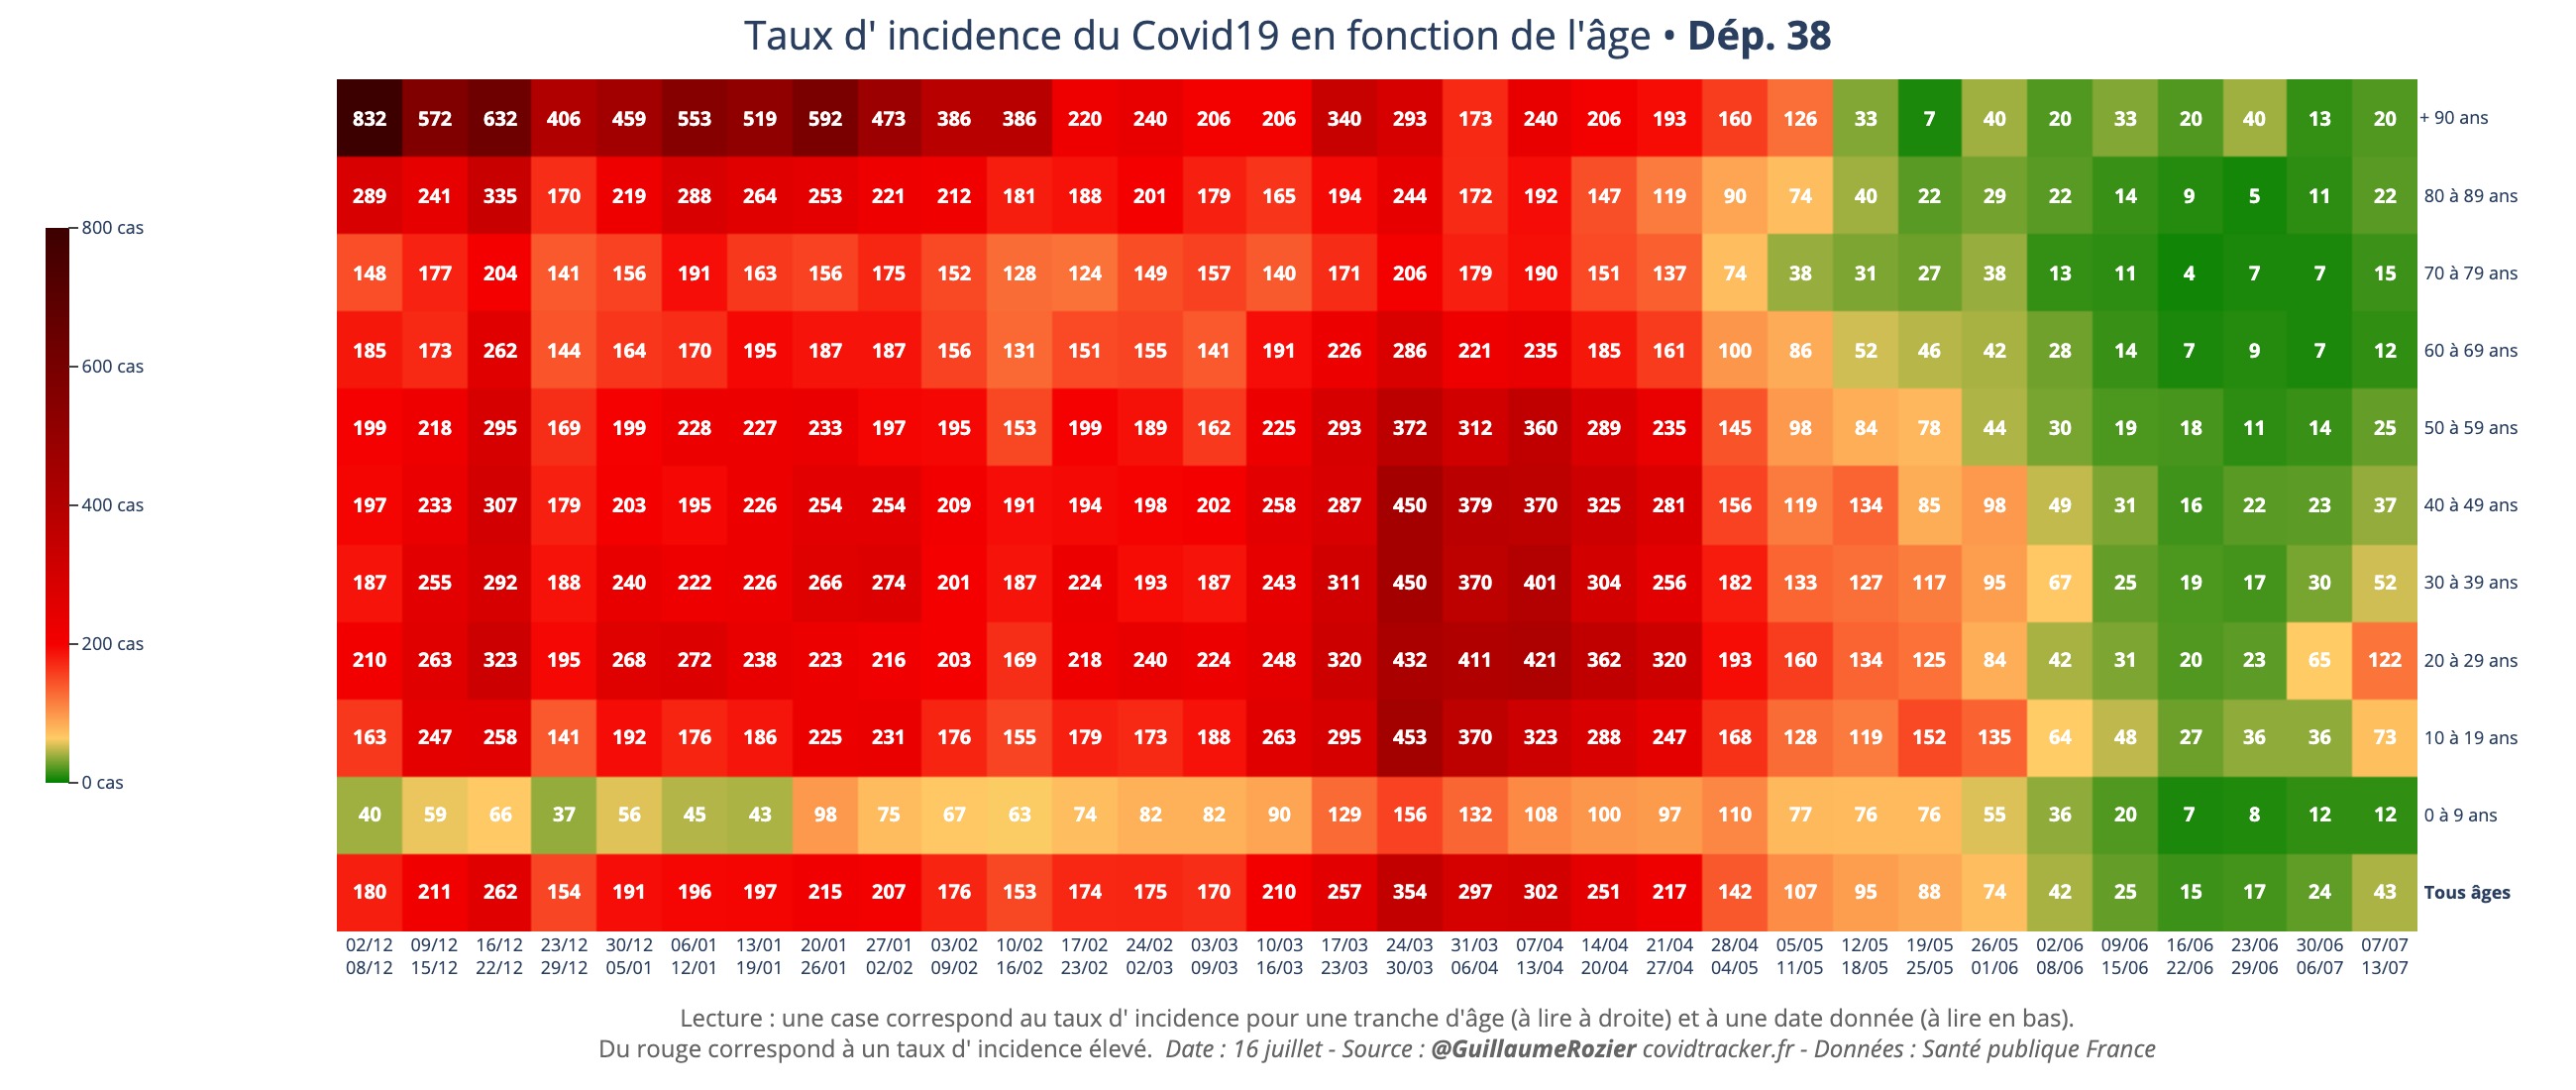 Taux d' incidence du Covid19 en fonction de l'âge • Dép. 38
800 cas
600 cas
400 cas
200 cas
0 cas
832 572 632 406 459 553 519 592 473 386 386 220 240 206 206 340 293 173 240 206 193 160 126 33 7 40 20 33 20 40 13 20 + 90 ans
289 241 335 170 219 288 264 253 221 212 181 188 201 179 165 194 244 172 192 147 119 90 74 40 22 29 22 14 9 5 11 22 80 à 89 ans
148 177 204 141 156 191 163 156 175 152 128 124 149 157 140 171 206 179 190 151 137 74 38 31 27 38 13 11 4 7 7 15 70 à 79 ans
185 173 262 144 164 170 195 187 187 156 131 151 155 141 191 226 286 221 235 185 161 100 86 52 46 42 28 14 7 9 7 12 60 à 69 ans
199 218 295 169 199 228 227 233 197 195 153 199 189 162 225 293 372 312 360 289 235 145 98 84 78 44 30 19 18 11 14 25 50 à 59 ans
197 233 307 179 203 195 226 254 254 209 191 194 198 202 258 287 450 379 370 325 281 156 119 134 85 98 49 31 16 22 23 37 40 à 49 ans
187 255 292 188 240 222 226 266 274 201 187 224 193 187 243 311 450 370 401 304 256 182 133 127 117 95 67 25 19 17 30 52 30 à 39 ans
210 263 323 195 268 272 238 223 216 203 169 218 240 224 248 320 432 411 421 362 320 193 160 134 125 84 42 31 20 23 65 122 20 à 29 ans
163 247 258 141 192 176 186 225 231 176 155 179 173 188 263 295 453 370 323 288 247 168 128 119 152 135 64 48 27 36 36 73 10 à 19 ans
40 59 66 37 56 45 43 98 75 67 63 74 82 82 90 129 156 132 108 100 97 110 77 76 76 55 36 20 7 8 12 12 0 à 9 ans
180 211 262 154 191 196 197 215 207 176 153 174 175 170 210 257 354 297 302 251 217 142 107 95 88 74 42 25 15 17 24 43 Tous âges
02/12 09/12 16/12 23/12 30/12 06/01 13/01 20/01 27/01 03/02 10/02 17/02 24/02 03/03 10/03 17/03 24/03 31/03 07/04 14/04 21/04 28/04 05/05 12/05 19/05 26/05 02/06 09/06 16/06 23/06 30/06 07/07
08/12 15/12 22/12 29/12 05/01 12/01 19/01 26/01 02/02 09/02 16/02 23/02 02/03 09/03 16/03 23/03 30/03 06/04 13/04 20/04 27/04 04/05 11/05 18/05 25/05 01/06 08/06 15/06 22/06 29/06 06/07 13/07
Lecture : une case correspond au taux d' incidence pour une tranche d'âge (à lire à droite) et à une date donnée (à lire en bas).
Du rouge correspond à un taux d' incidence élevé. Date : 16 juillet - Source : @GuillaumeRozier covidtracker.fr - Données : Santé publique France